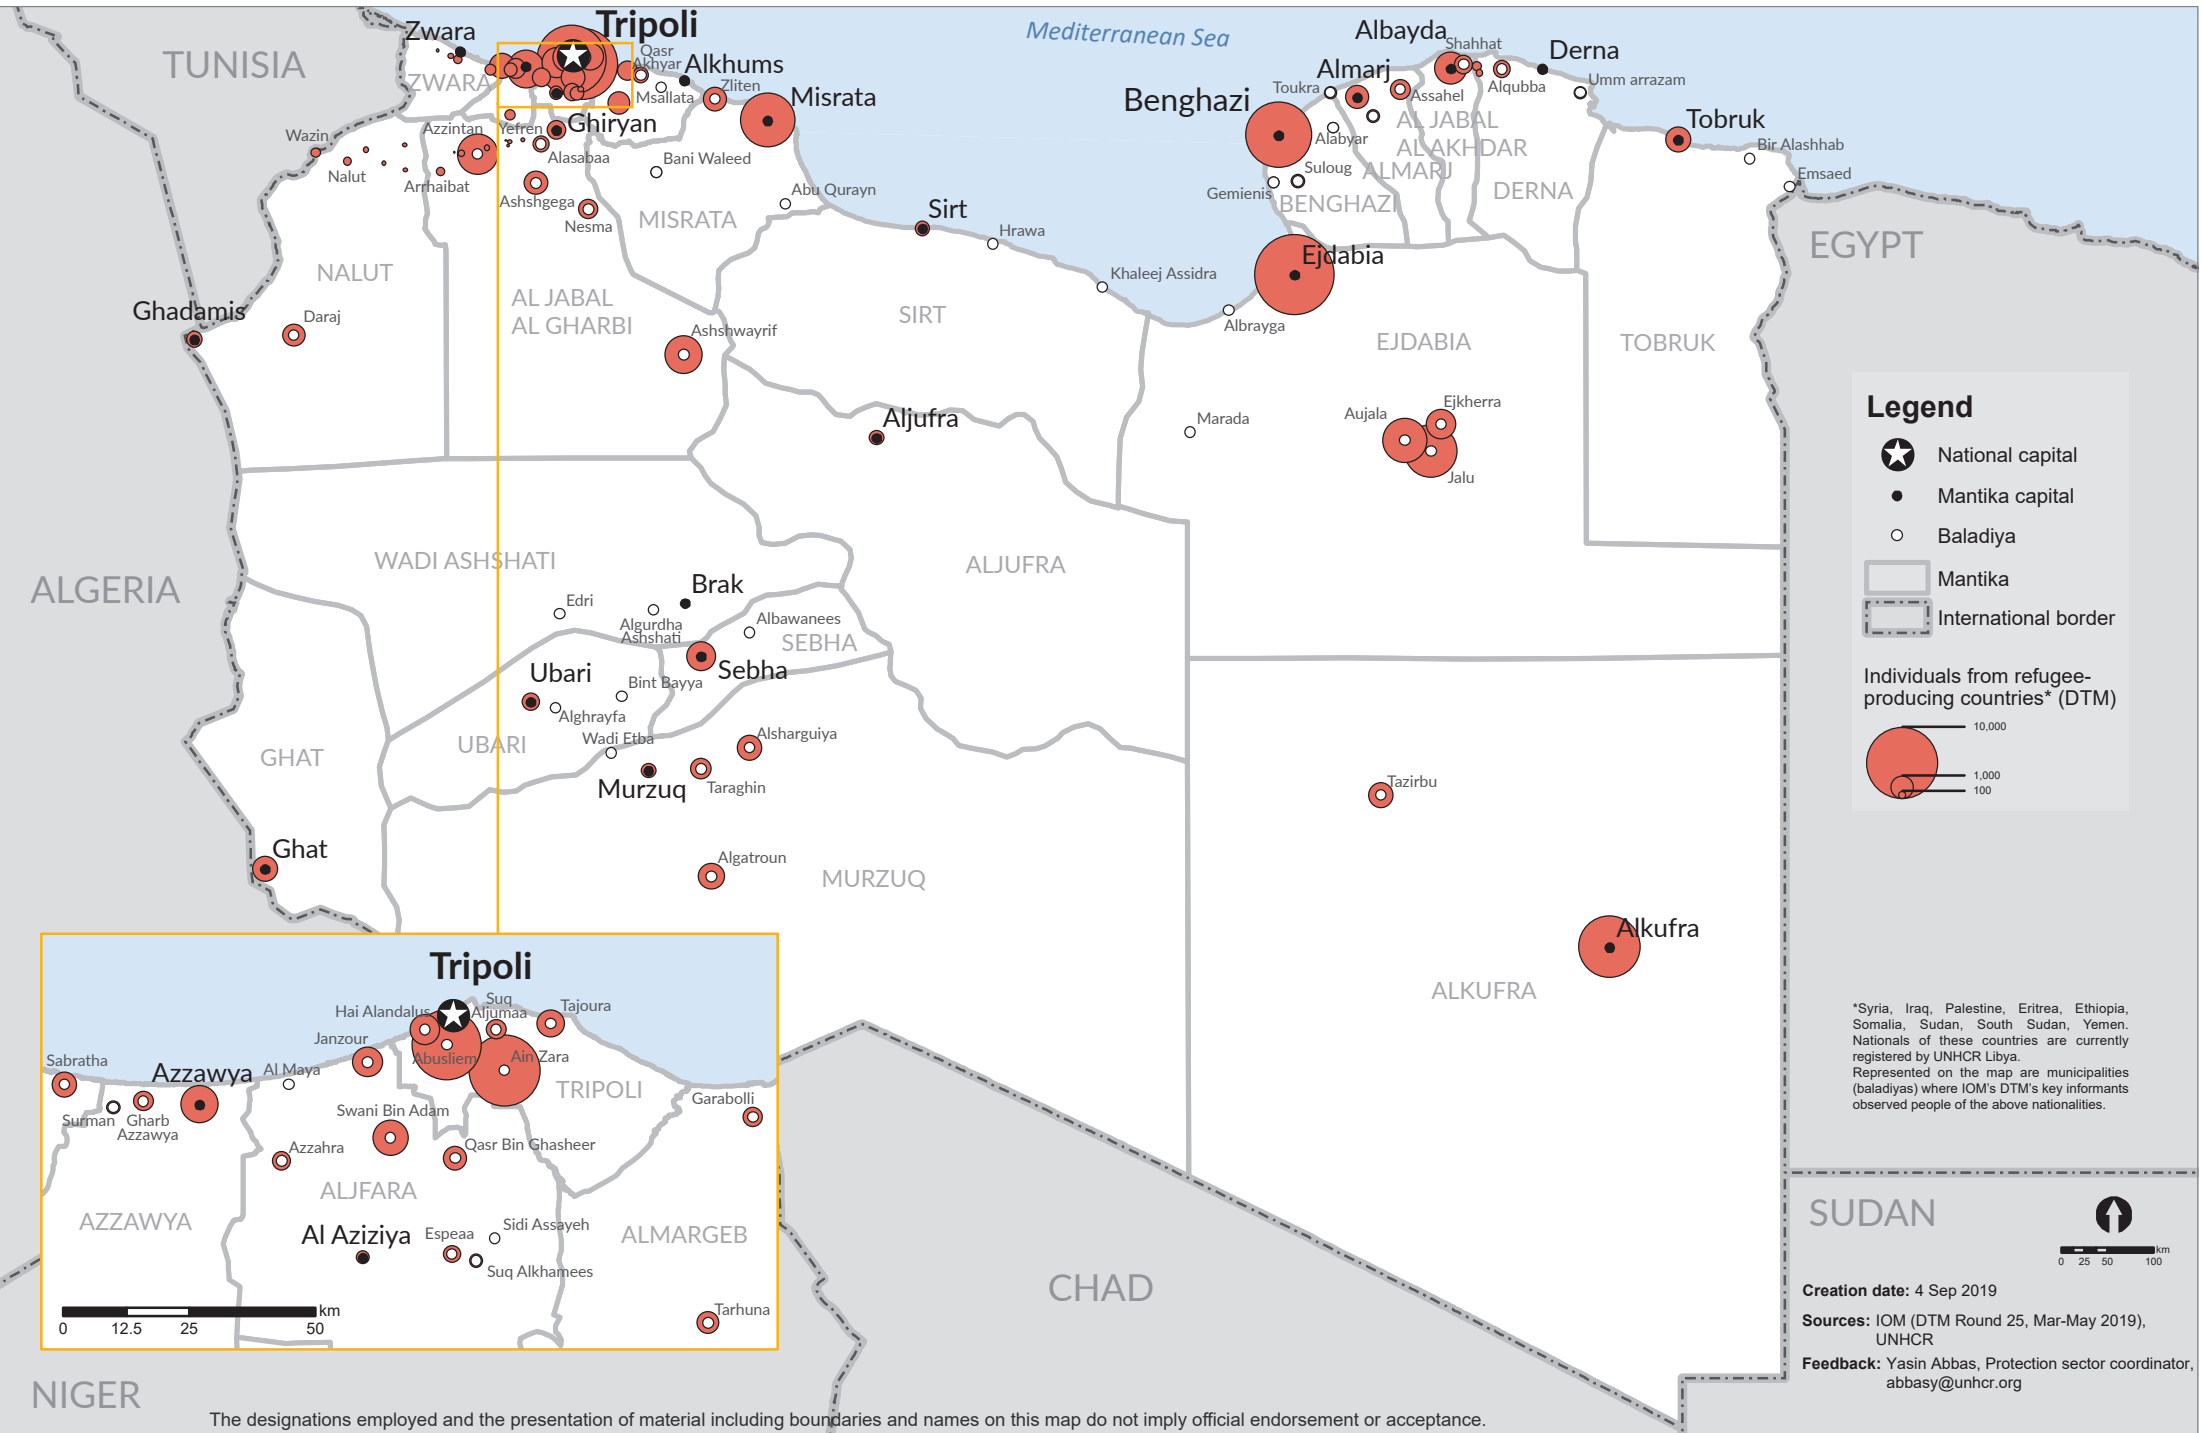 Mediterranean Sea
TUNISIA
ALGERIA
NIGER
CHAD
SUDAN
EGYPT
Zwara
ZWARA
Tripoli
Qasr
Akhyar
Alkhums
Msallata
Zliten
Misrata
Wazin
Nalut
Azzintan
Yefren
Ghiryan
Alasabaa
Arrhaibat
Ashshgega
Nesma
Bani Waleed
Abu Qurayn
MISRATA
NALUT
Ghadamis
Daraj
AL JABAL
AL GHARBI
Ashshwayrif
Sirt
Hrawa
Khaleej Assidra
SIRT
Albayda
Shahhat
Derna
Almarj
Toukra
Assahel
Alqubba
Umm arrazam
Benghazi
AL JABAL
AL AKHDAR
Alabyar
ALMARJ
Suloug
Gemienis
BENGHAZI
DERNA
Tobruk
Bir Alashhab
Emsaed
Ejdabia
Albrayga
EJDABIA
TOBRUK
Marada
Aujala
Ejkherra
Jalu
Aljufra
ALJUFRA
WADI ASHSHATI
Edri
Algurdha
Ashshati
Brak
Albawanees
SEBHA
Sebha
Ubari
Bint Bayya
Alghrayfa
UBARI
Wadi Etba
Murzuq
Taraghin
Alsharguiya
GHAT
Ghat
Algatroun
MURZUQ
Tazirbu
Alkufra
ALKUFRA
Tripoli
Hai Alandalus
Suq
Aljumaa
Tajoura
Janzour
Abusliem
Ain Zara
TRIPOLI
Sabratha
Azzawya
Al Maya
Surman
Gharb
Azzawya
Swani Bin Adam
Garabolli
Azzahra
Qasr Bin Ghasheer
ALJFARA
AZZAWYA
Al Aziziya
Espeaa
Sidi Assayeh
Suq Alkhamees
ALMARGEB
Tarhuna
km
0 12.5 25 50
Legend
National capital
Mantika capital
Baladiya
Mantika
International border
Individuals from refugee-
producing countries* (DTM)
10,000
1,000
100
*Syria, Iraq, Palestine, Eritrea, Ethiopia,
Somalia, Sudan, South Sudan, Yemen.
Nationals of these countries are currently
registered by UNHCR Libya.
Represented on the map are municipalities
(baladiyas) where IOM's DTM's key informants
observed people of the above nationalities.
km
0 25 50 100
Creation date: 4 Sep 2019
Sources: IOM (DTM Round 25, Mar-May 2019),
UNHCR
Feedback: Yasin Abbas, Protection sector coordinator,
abbasy@unhcr.org
The designations employed and the presentation of material including boundaries and names on this map do not imply official endorsement or acceptance.